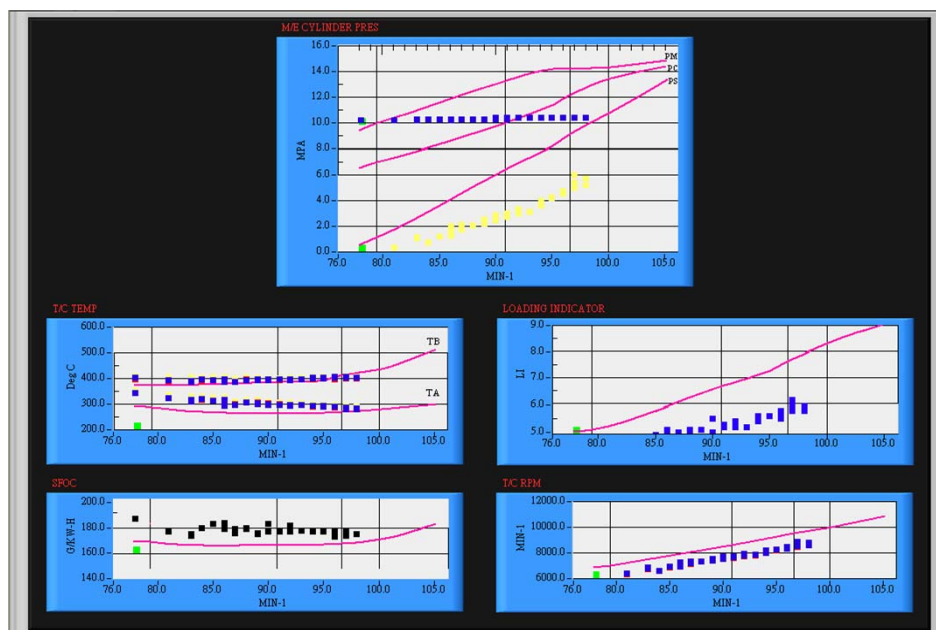 M/E CYLINDER PRES
16.0
14.0
12.0
10.0
8.0
6.0
4.0
2.0
0.0
MPA
PM
PC
PS
76.0 80.0 85.0 90.0 95.0 100.0 105.0
MIN-1
T/C TEMP
600.0
500.0
400.0
300.0
200.0
Deg C
TB
TA
76.0 80.0 85.0 90.0 95.0 100.0 105.0
MIN-1
LOADING INDICATOR
9.0
8.0
7.0
6.0
5.0
LI
76.0 80.0 85.0 90.0 95.0 100.0 105.0
MIN-1
SFOC
200.0
180.0
160.0
140.0
G/KW-H
76.0 80.0 85.0 90.0 95.0 100.0 105.0
MIN-1
T/C RPM
12000.0
10000.0
8000.0
6000.0
MIN-1
76.0 80.0 85.0 90.0 95.0 100.0 105.0
MIN-1